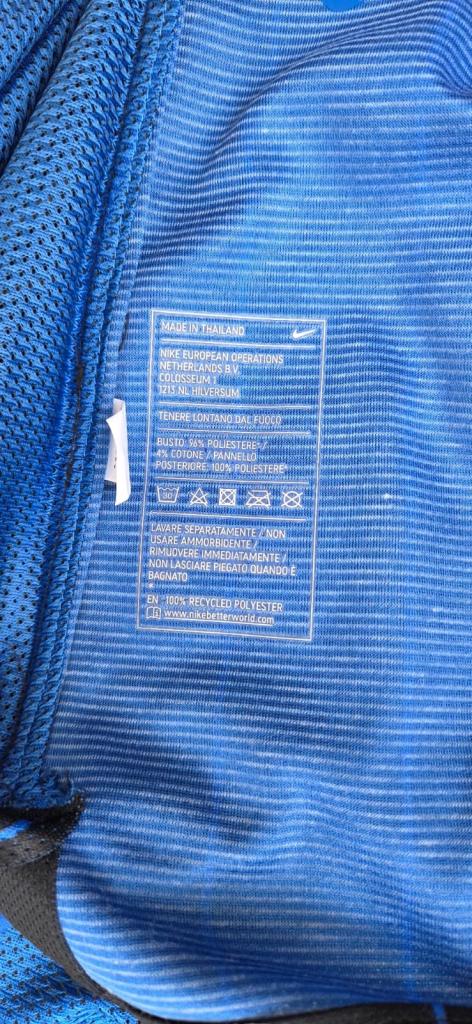 MADE IN THAILAND
NIKE EUROPEAN OPERATIONS
NETHERLANDS B.V.
COLOSSEUM 1
1213 NL HILVERSUM
TENERE LONTANO DAL FUOCO
BUSTO: 96% POLIESTERE* /
4% COTONE / PANNELLO
POSTERIORE: 100% POLIESTERE*
30
LAVARE SEPARATAMENTE / NON
USARE AMMORBIDENTE /
RIMUOVERE IMMEDIATAMENTE /
NON LASCIARE PIEGATO QUANDO È
BAGNATO
*
EN 100% RECYCLED POLYESTER
www.nikebetterworld.com